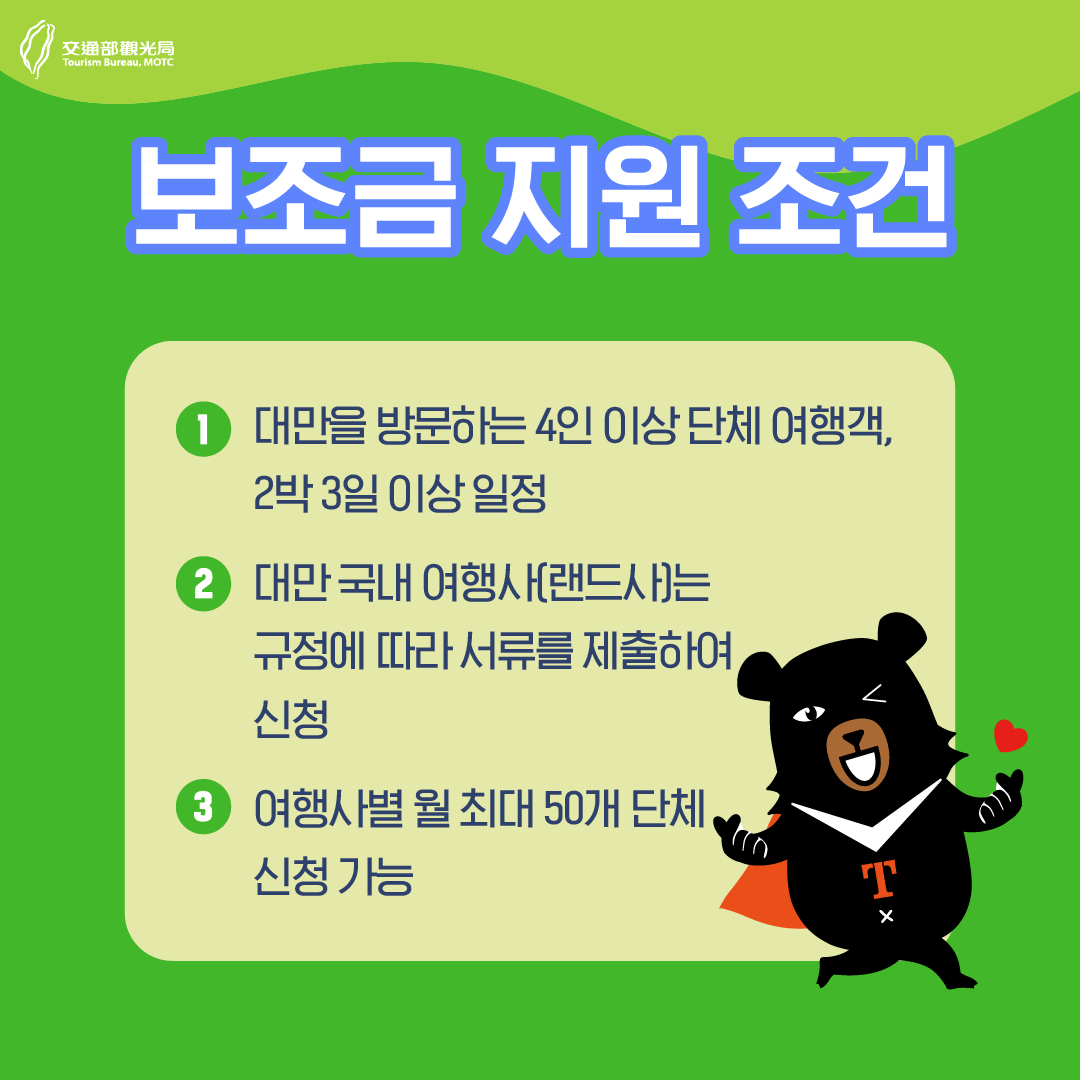 交通部觀光局
Tourism Bureau, MOTC
보조금 지원 조건
1 대만을 방문하는 4인 이상 단체 여행객,
2박 3일 이상 일정
2 대만 국내 여행사(랜드사)는
규정에 따라 서류를 제출하여
신청
3 여행사별 월 최대 50개 단체
신청 가능
T